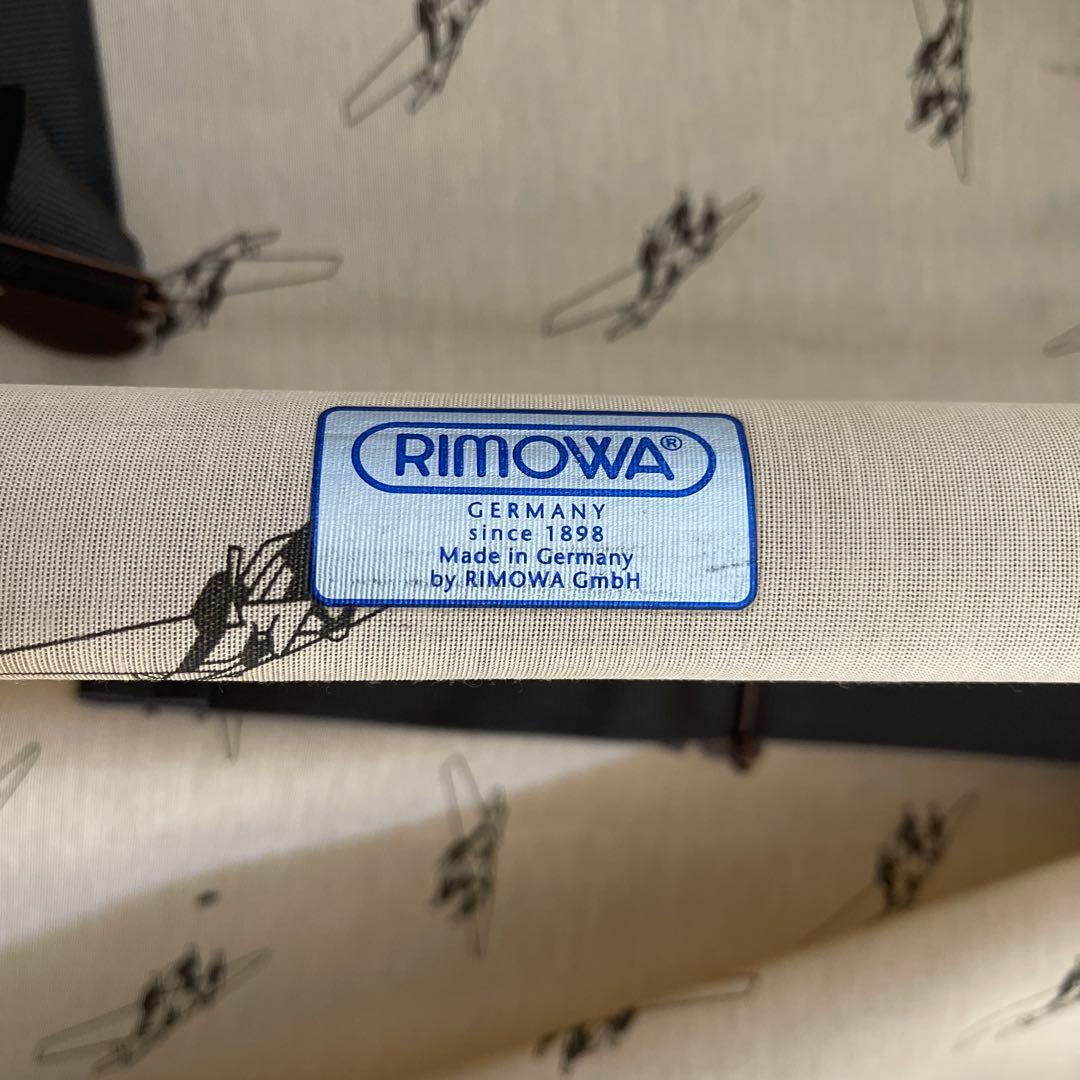 RIMOWA®
GERMANY
since 1898
Made in Germany
by RIMOWA GmbH